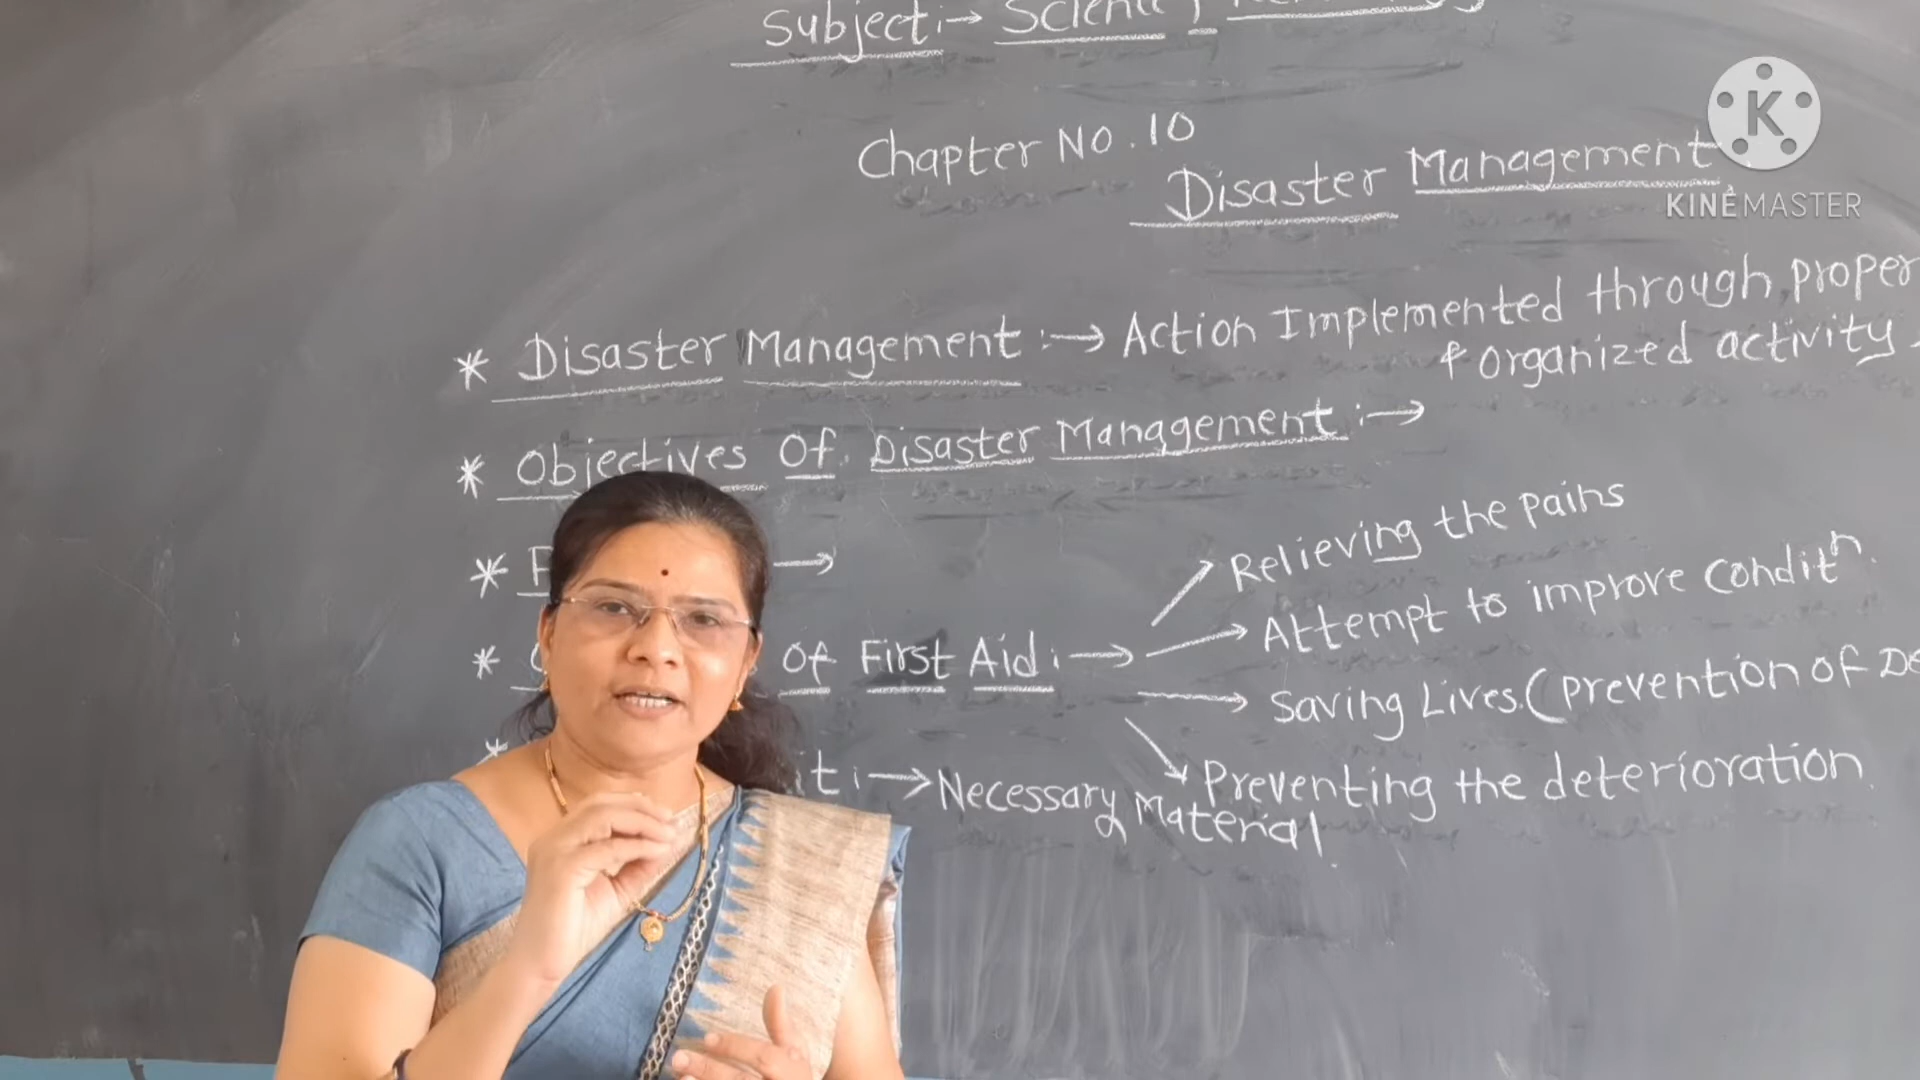 Subject :→
Chapter No. 10
Disaster Management
KINEMASTER
* Disaster Management :→ Action Implemented through proper
& organized activity.
* Objectives Of Disaster Management :→
* →
Relieving the pains
Attempt to improve conditn.
* Of First Aid :→
Saving Lives. (prevention of
Preventing the deterioration.
* → Necessary
Material.